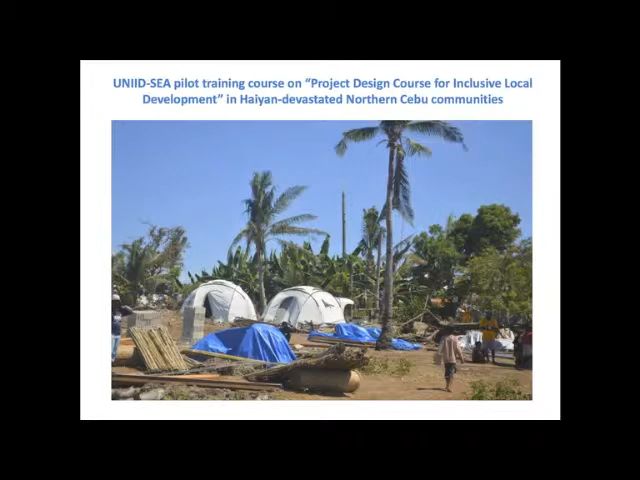 UNIID-SEA pilot training course on “Project Design Course for Inclusive Local
Development” in Haiyan-devastated Northern Cebu communities